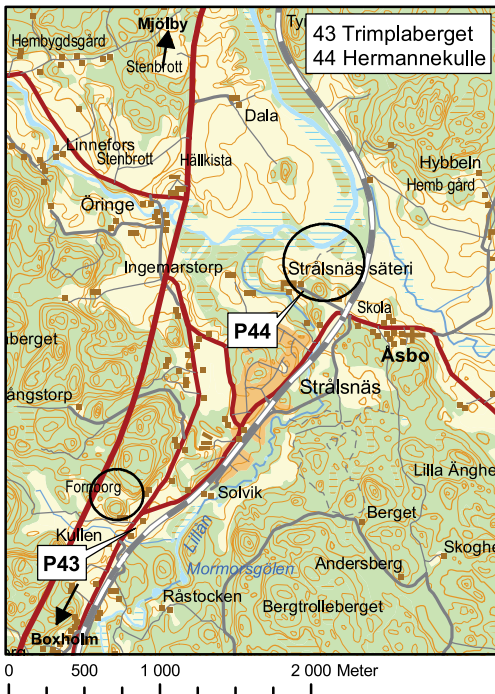 Mjölby
Hembygdsgård
Stenbrott
43 Trimplaberget
44 Hermannekulle
Dala
Linnefors
Stenbrott
Hällkista
Hybbeln
Hemb gård
Öringe
Ingemarstorp
Strålsnäs säteri
Skola
P44
Åsbo
aberget
Strålsnäs
ångstorp
Lilla Änghe
Fornborg
Solvik
Berget
Kullen
Lillån
P43
Mormorsgölen
Andersberg
Skoghe
Råstocken
Bergtrolleberget
Boxholm
0 500 1 000 2 000 Meter